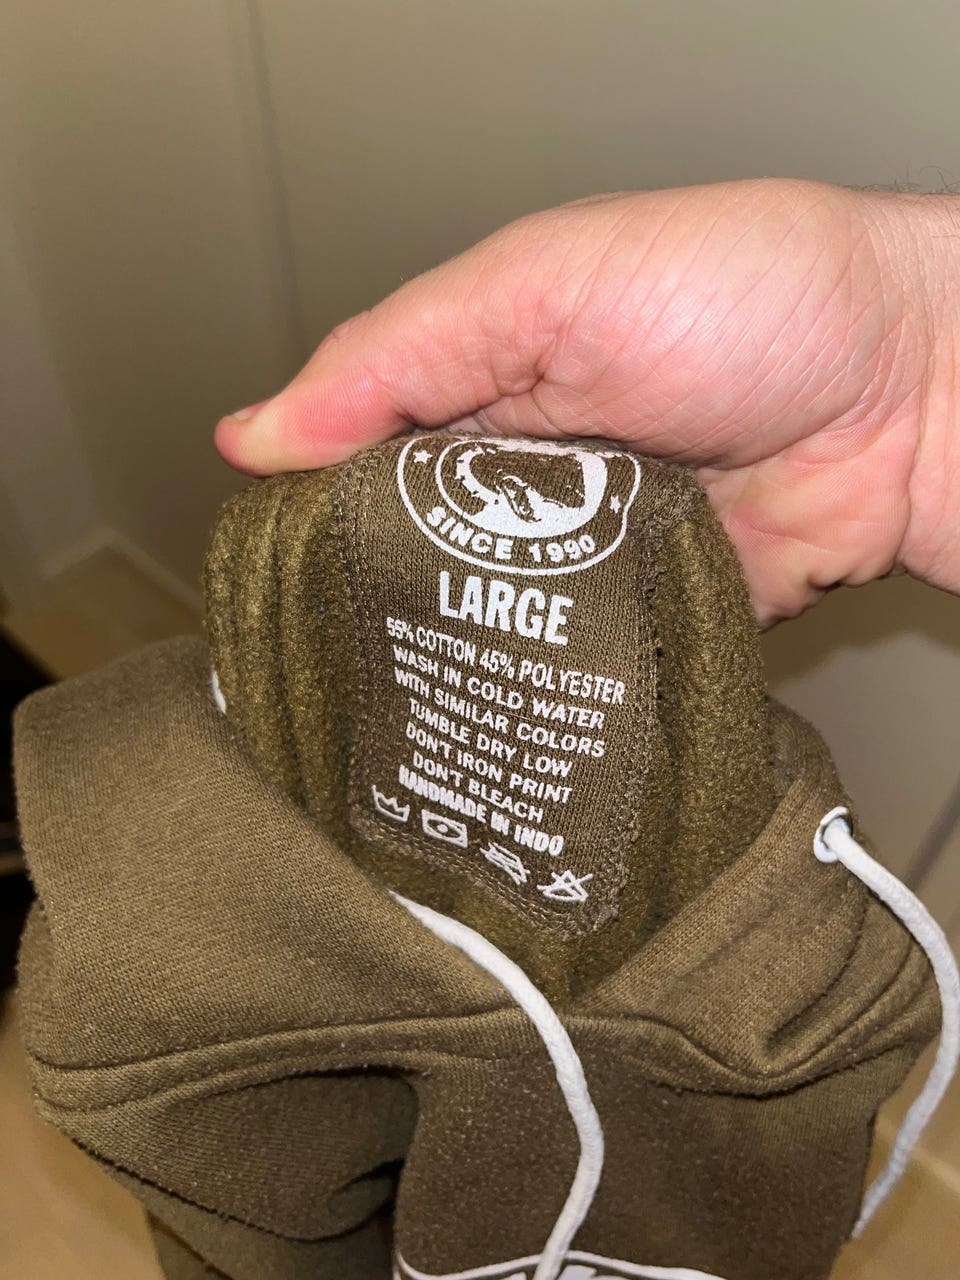 SINCE 1990
LARGE
55% COTTON 45% POLYESTER
WASH IN COLD WATER
WITH SIMILAR COLORS
TUMBLE DRY LOW
DON'T IRON PRINT
DON'T BLEACH
HANDMADE IN INDO